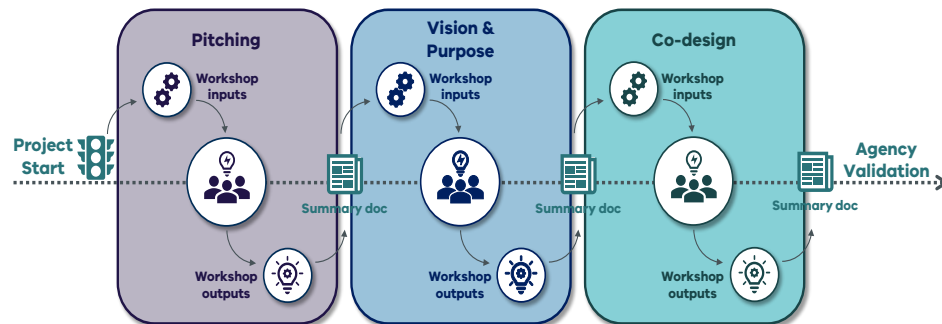 Pitching
Vision &
Purpose
Co-design
Workshop
inputs
Workshop
inputs
Workshop
inputs
Project
Start
Agency
Validation
Summary doc
Summary doc
Summary doc
Workshop
outputs
Workshop
outputs
Workshop
outputs